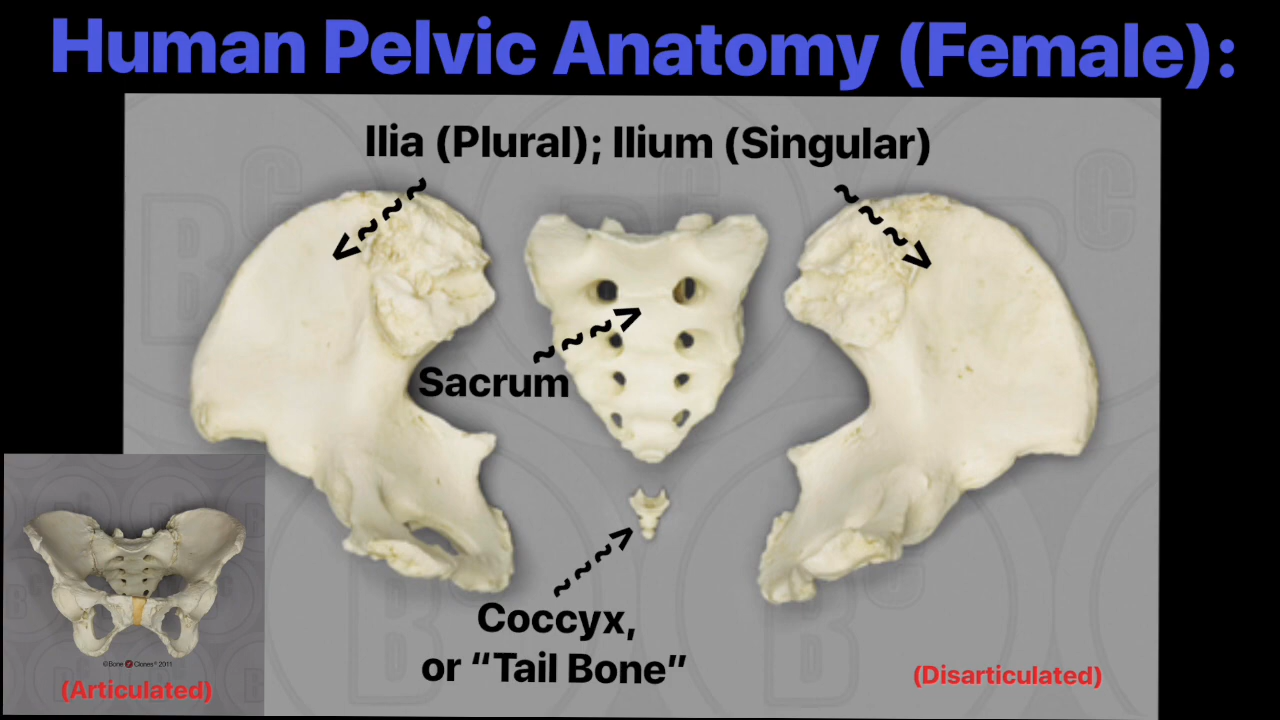 Human Pelvic Anatomy (Female):
Ilia (Plural); Ilium (Singular)
Sacrum
Coccyx,
or “Tail Bone”
(Disarticulated)
©Bone Clones® 2011
(Articulated)